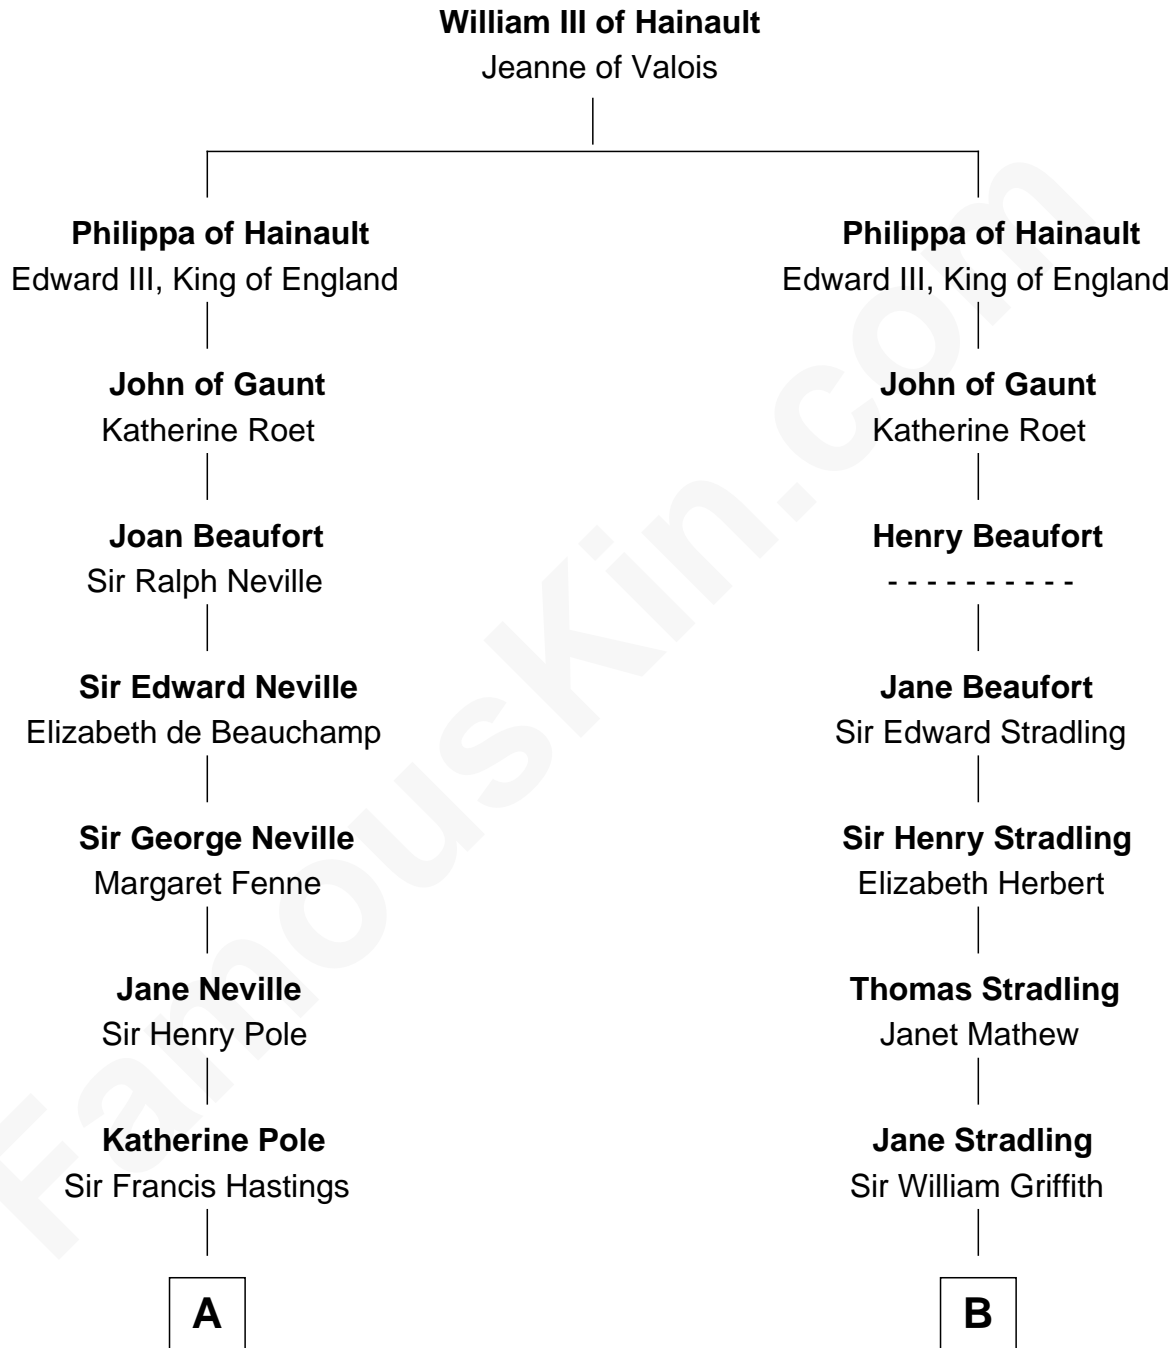 William III of Hainault
Jeanne of Valois
Philippa of Hainault
Edward III, King of England
John of Gaunt
Katherine Roet
Joan Beaufort
Sir Ralph Neville
Sir Edward Neville
Elizabeth de Beauchamp
Sir George Neville
Margaret Fenne
Jane Neville
Sir Henry Pole
Katherine Pole
Sir Francis Hastings
A
Philippa of Hainault
Edward III, King of England
John of Gaunt
Katherine Roet
Henry Beaufort
- - - - - - - - - -
Jane Beaufort
Sir Edward Stradling
Sir Henry Stradling
Elizabeth Herbert
Thomas Stradling
Janet Mathew
Jane Stradling
Sir William Griffith
B
FamousKin.com